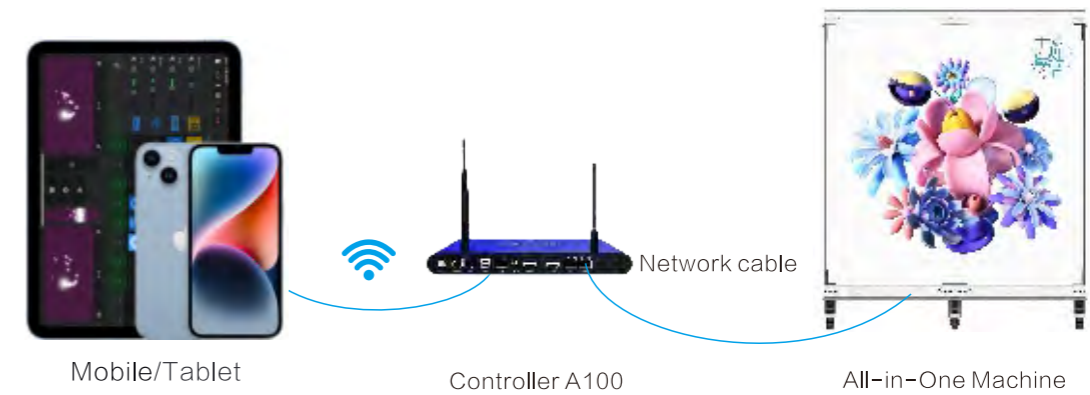 Network cable
Mobile/Tablet
Controller A100
All-in-One Machine